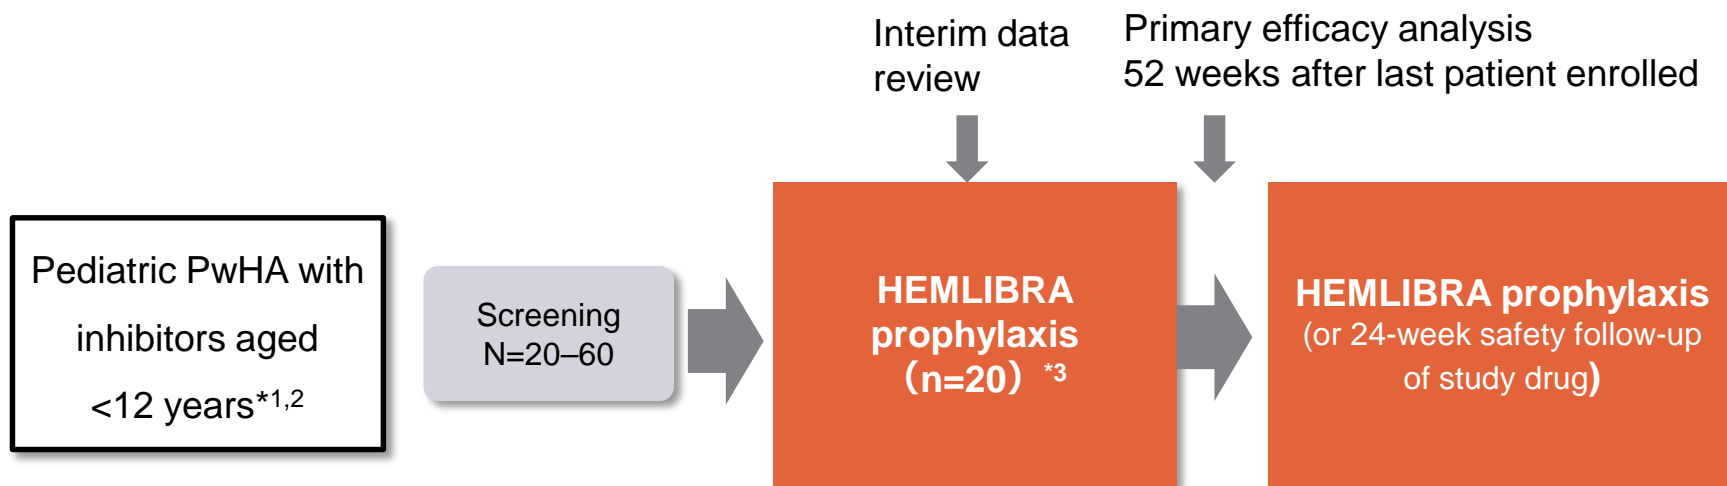 Interim data
review
Primary efficacy analysis
52 weeks after last patient enrolled
Pediatric PwHA with
inhibitors aged
<12 years*1,2
Screening
N=20–60
HEMLIBRA
prophylaxis
（n=20）*3
HEMLIBRA prophylaxis
(or 24-week safety follow-up
of study drug)